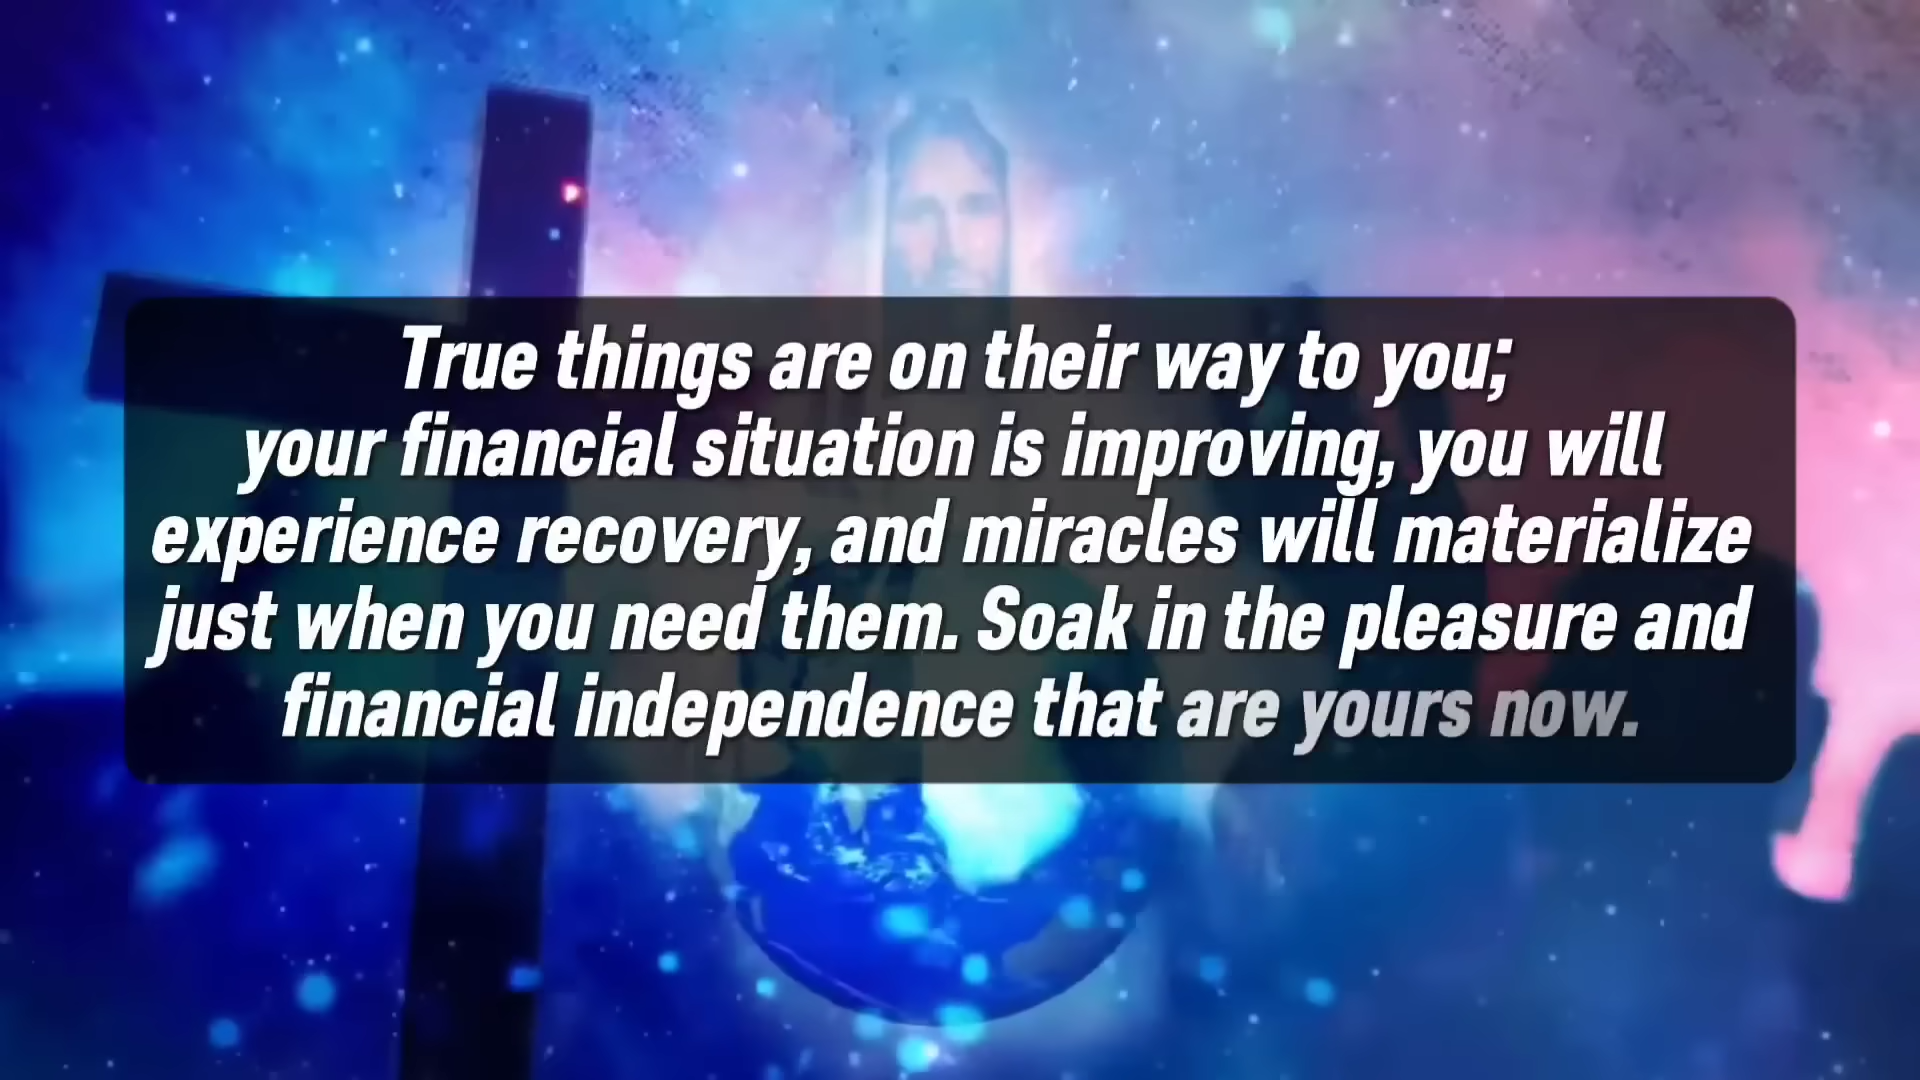 True things are on their way to you;
your financial situation is improving, you will
experience recovery, and miracles will materialize
just when you need them. Soak in the pleasure and
financial independence that are yours now.